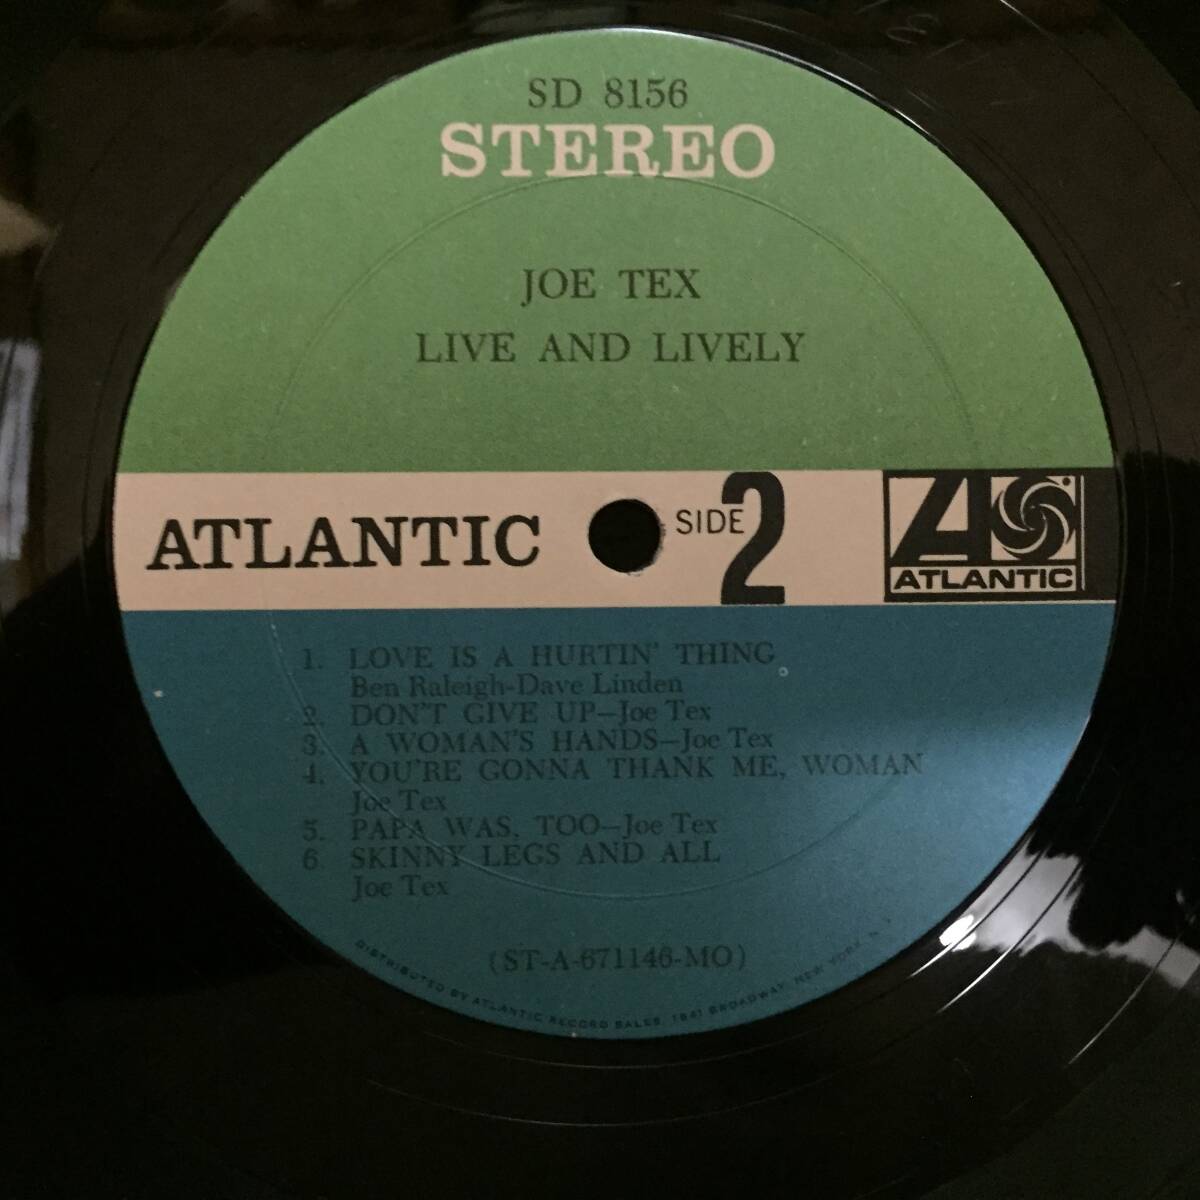 SD 8156
STEREO
JOE TEX
LIVE AND LIVELY
ATLANTIC
SIDE 2
ATLANTIC
1. LOVE IS A HURTIN' THING
Ben Raleigh-Dave Linden
2. DON'T GIVE UP—Joe Tex
3. A WOMAN'S HANDS—Joe Tex
4. YOU'RE GONNA THANK ME, WOMAN
Joe Tex
5. PAPA WAS, TOO—Joe Tex
6 SKINNY LEGS AND ALL
Joe Tex
(ST-A-671146-MO)
DISTRIBUTED BY ATLANTIC RECORD SALES, 1841 BROADWAY, NEW YORK, N.